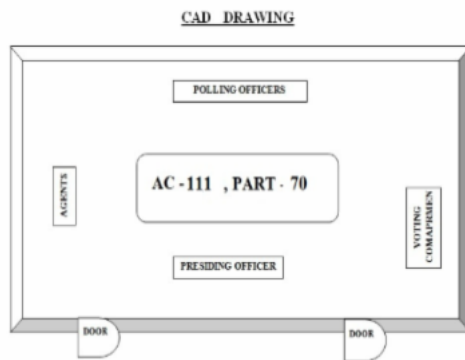 CAD DRAWING
POLLING OFFICERS
AGENTS
AC -111 , PART - 70
VOTING
COMAPRMEN
PRESIDING OFFICER
DOOR
DOOR